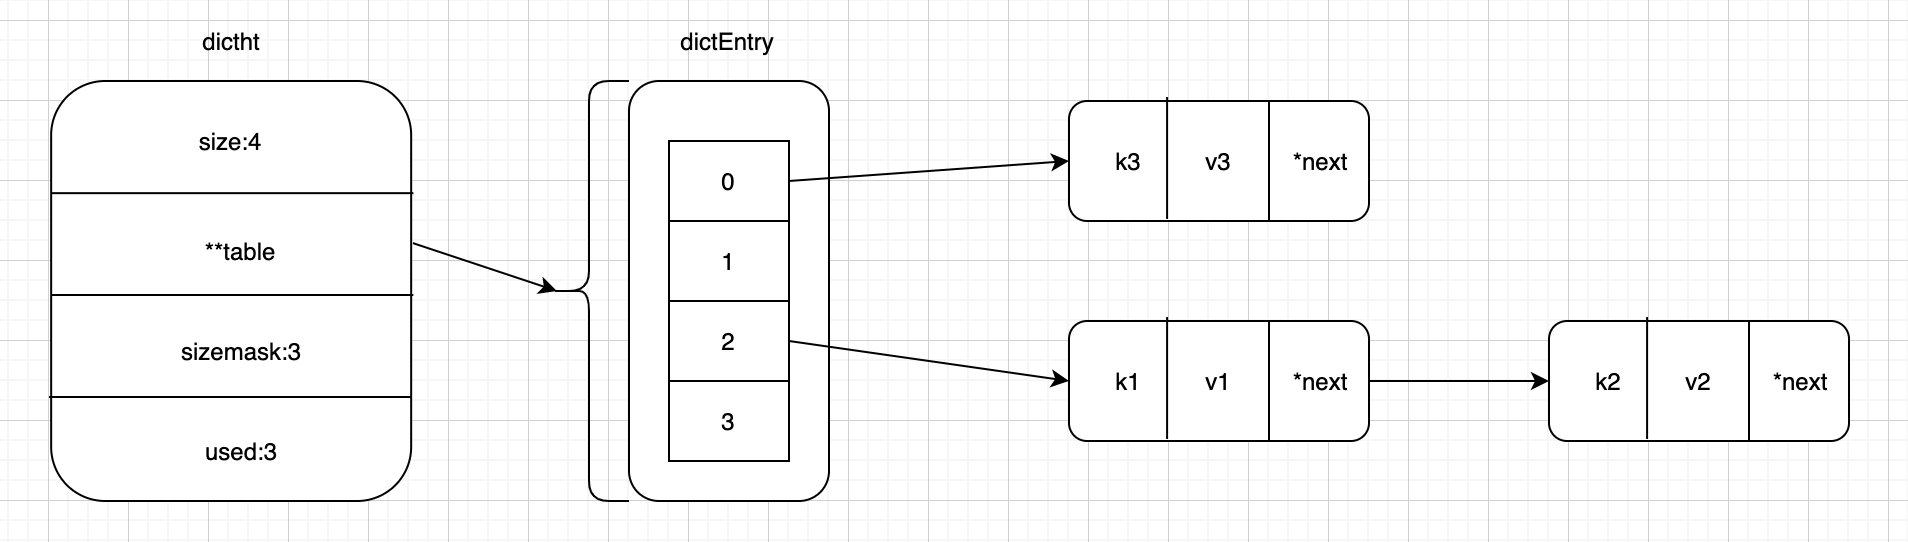 dictht
size:4
**table
sizemask:3
used:3
dictEntry
0
1
2
3
k3 v3 *next
k1 v1 *next
k2 v2 *next